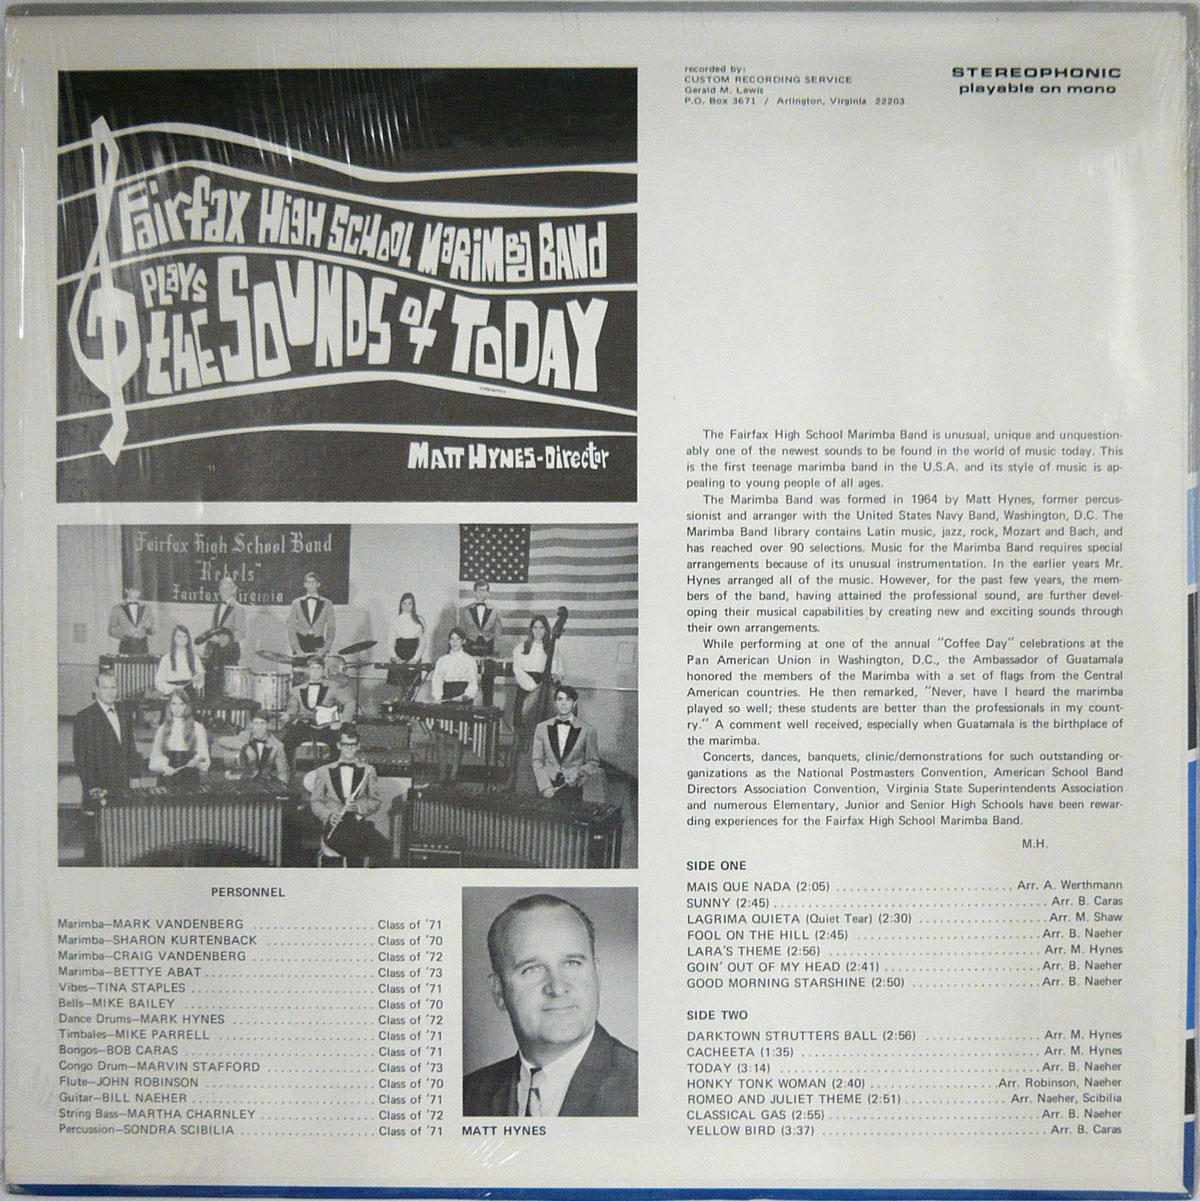 recorded by:
CUSTOM RECORDING SERVICE
Gerald M. Lewis
P.O. Box 3671 / Arlington, Virginia 22203
STEREOPHONIC
playable on mono
Fairfax High School Marimba Band
Plays
the Sounds of Today
Matt Hynes-Director
Fairfax High School Band
"Rebels"
Fairfax Virginia
The Fairfax High School Marimba Band is unusual, unique and unquestion-
ably one of the newest sounds to be found in the world of music today. This
is the first teenage marimba band in the U.S.A. and its style of music is ap-
pealing to young people of all ages.
The Marimba Band was formed in 1964 by Matt Hynes, former percus-
sionist and arranger with the United States Navy Band, Washington, D.C. The
Marimba Band library contains Latin music, jazz, rock, Mozart and Bach, and
has reached over 90 selections. Music for the Marimba Band requires special
arrangements because of its unusual instrumentation. In the earlier years Mr.
Hynes arranged all of the music. However, for the past few years, the mem-
bers of the band, having attained the professional sound, are further devel-
oping their musical capabilities by creating new and exciting sounds through
their own arrangements.
While performing at one of the annual "Coffee Day" celebrations at the
Pan American Union in Washington, D.C., the Ambassador of Guatamala
honored the members of the Marimba with a set of flags from the Central
American countries. He then remarked, "Never, have I heard the marimba
played so well; these students are better than the professionals in my count-
ry." A comment well received, especially when Guatamala is the birthplace of
the marimba.
Concerts, dances, banquets, clinic/demonstrations for such outstanding or-
ganizations as the National Postmasters Convention, American School Band
Directors Association Convention, Virginia State Superintendents Association
and numerous Elementary, Junior and Senior High Schools have been rewar-
ding experiences for the Fairfax High School Marimba Band.
M.H.
PERSONNEL
Marimba—MARK VANDENBERG ........ Class of '71
Marimba—SHARON KURTENBACK ........ Class of '70
Marimba—CRAIG VANDENBERG ........ Class of '72
Marimba—BETTYE ABAT ........ Class of '73
Vibes—TINA STAPLES ........ Class of '71
Bells—MIKE BAILEY ........ Class of '70
Dance Drums—MARK HYNES ........ Class of '72
Timbales—MIKE PARRELL ........ Class of '71
Bongos—BOB CARAS ........ Class of '71
Congo Drum—MARVIN STAFFORD ........ Class of '73
Flute—JOHN ROBINSON ........ Class of '70
Guitar—BILL NAEHER ........ Class of '71
String Bass—MARTHA CHARNLEY ........ Class of '72
Percussion—SONDRA SCIBILIA ........ Class of '71
MATT HYNES
SIDE ONE
MAIS QUE NADA (2:05) ........ Arr. A. Werthmann
SUNNY (2:45) ........ Arr. B. Caras
LAGRIMA QUIETA (Quiet Tear) (2:30) ........ Arr. M. Shaw
FOOL ON THE HILL (2:45) ........ Arr. B. Naeher
LARA'S THEME (2:56) ........ Arr. M. Hynes
GOIN' OUT OF MY HEAD (2:41) ........ Arr. B. Naeher
GOOD MORNING STARSHINE (2:50) ........ Arr. B. Naeher
SIDE TWO
DARKTOWN STRUTTERS BALL (2:56) ........ Arr. M. Hynes
CACHEETA (1:35) ........ Arr. M. Hynes
TODAY (3:14) ........ Arr. B. Naeher
HONKY TONK WOMAN (2:40) ........ Arr. Robinson, Naeher
ROMEO AND JULIET THEME (2:51) ........ Arr. Naeher, Scibilia
CLASSICAL GAS (2:55) ........ Arr. B. Naeher
YELLOW BIRD (3:37) ........ Arr. B. Caras